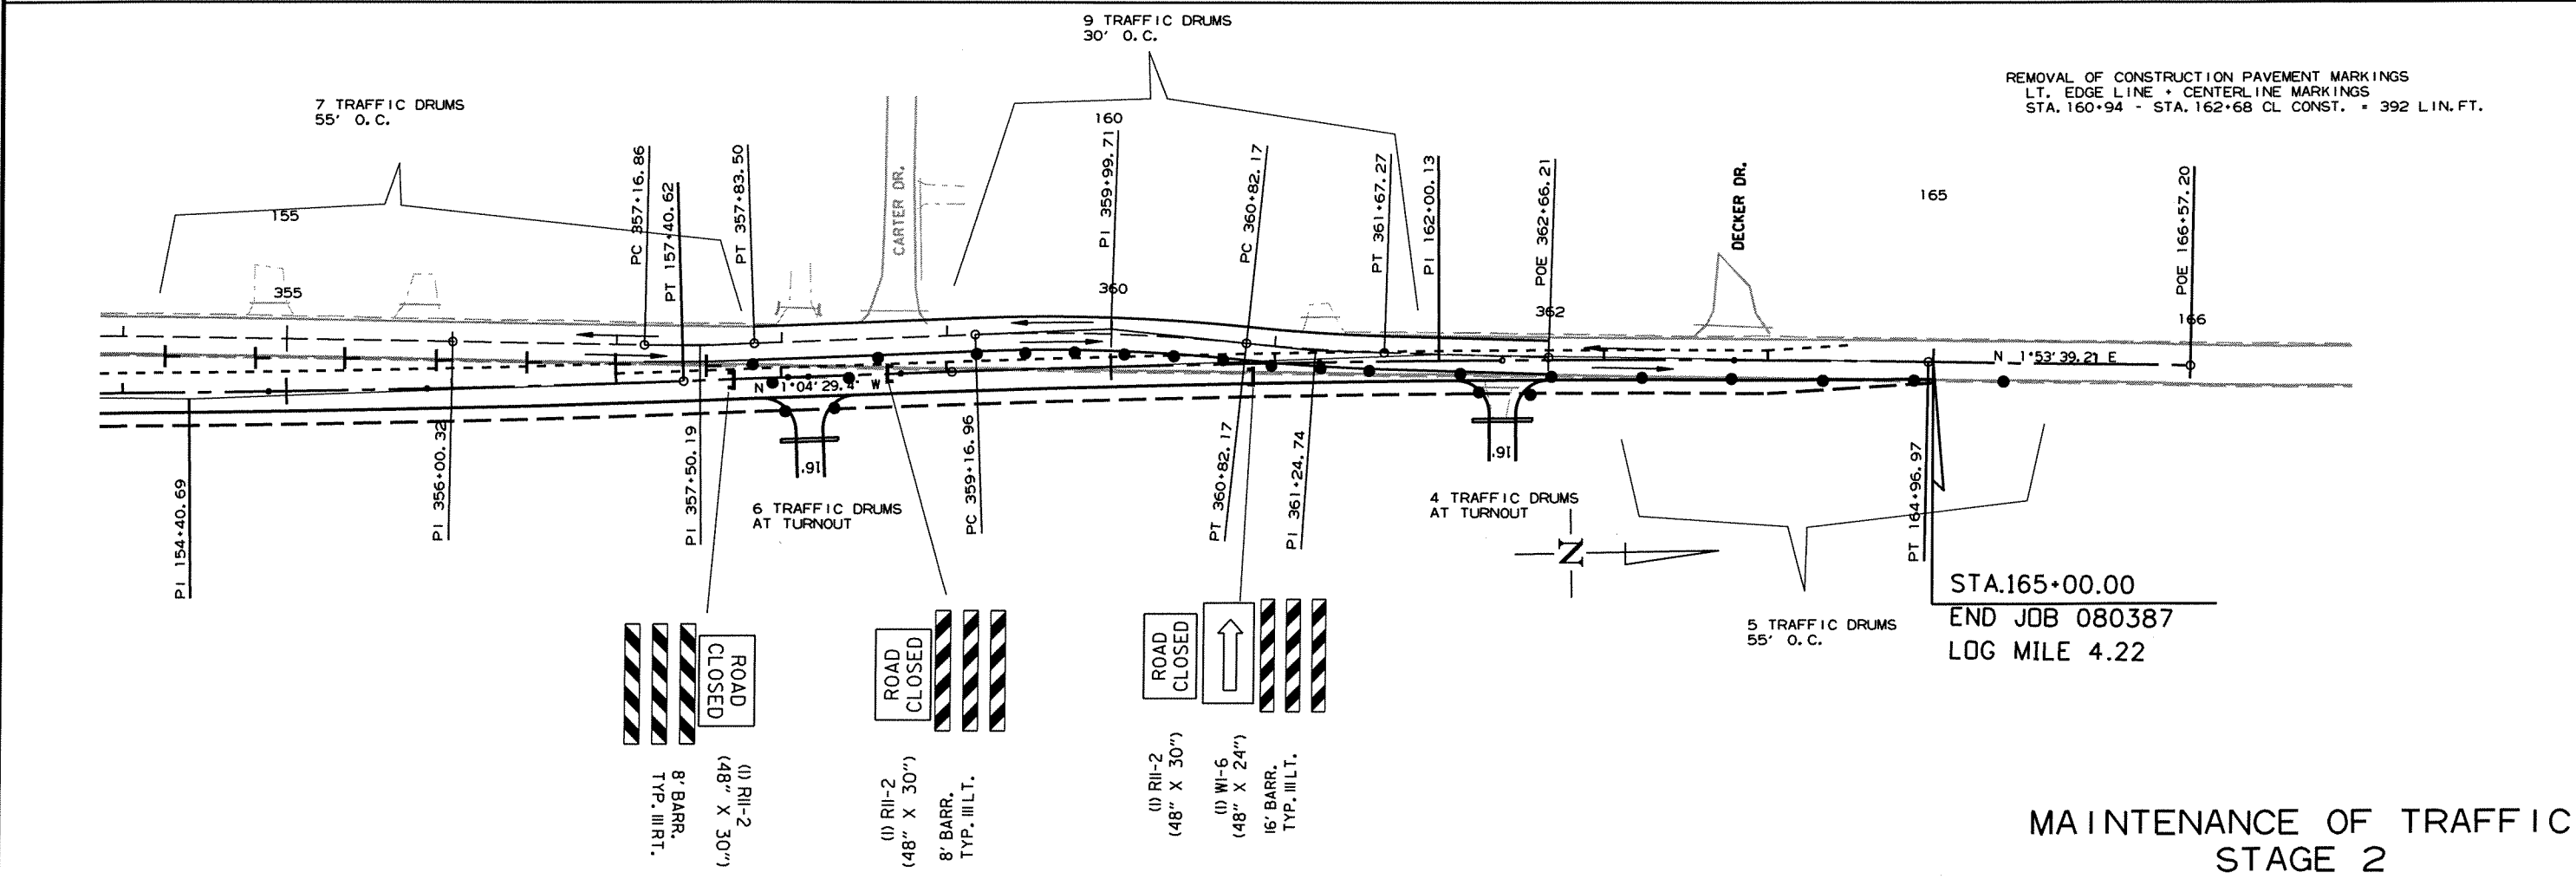 9 TRAFFIC DRUMS
30' O.C.
REMOVAL OF CONSTRUCTION PAVEMENT MARKINGS
LT. EDGE LINE + CENTERLINE MARKINGS
STA. 160+94 - STA. 162+68 CL CONST. = 392 LIN.FT.
7 TRAFFIC DRUMS
55' O.C.
155
355
PC 357+16.86
PT 157+40.62
PT 357+83.50
CARTER DR.
160
PI 359+99.71
360
PC 360+82.17
PT 361+67.27
PI 162+00.13
POE 362+66.21
362
DECKER DR.
165
POE 166+57.20
166
N 1°53'39.21 E
N 1°04'29.4" W
PI 154+40.69
PI 356+00.32
PI 357+50.19
16'
6 TRAFFIC DRUMS
AT TURNOUT
PC 359+16.96
PT 360+82.17
PI 361+24.74
16'
4 TRAFFIC DRUMS
AT TURNOUT
N
PT 164+96.97
5 TRAFFIC DRUMS
55' O.C.
STA.165+00.00
END JOB 080387
LOG MILE 4.22
ROAD
CLOSED
(1) R11-2
(48" X 30")
8' BARR.
TYP. III RT.
ROAD
CLOSED
(1) R11-2
(48" X 30")
8' BARR.
TYP. III LT.
ROAD
CLOSED
(1) R11-2
(48" X 30")
(1) W1-6
(48" X 24")
16' BARR.
TYP. III LT.
MAINTENANCE OF TRAFFIC
STAGE 2